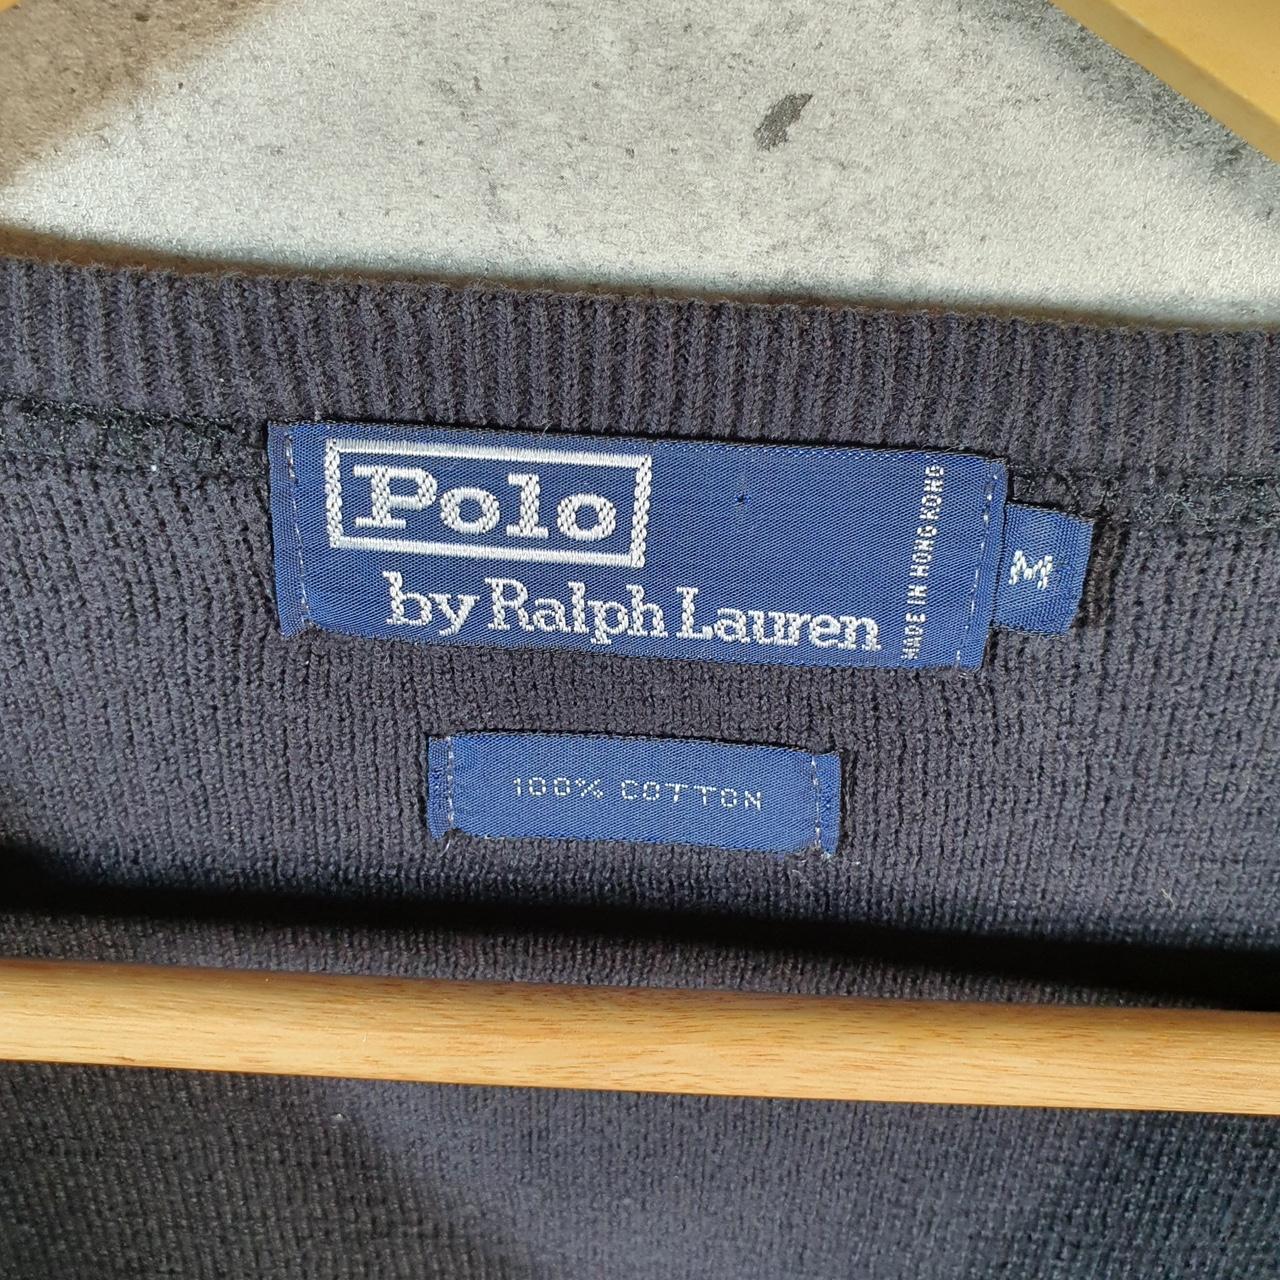 Polo
by Ralph Lauren
MADE IN HONG KONG
M
100% COTTON